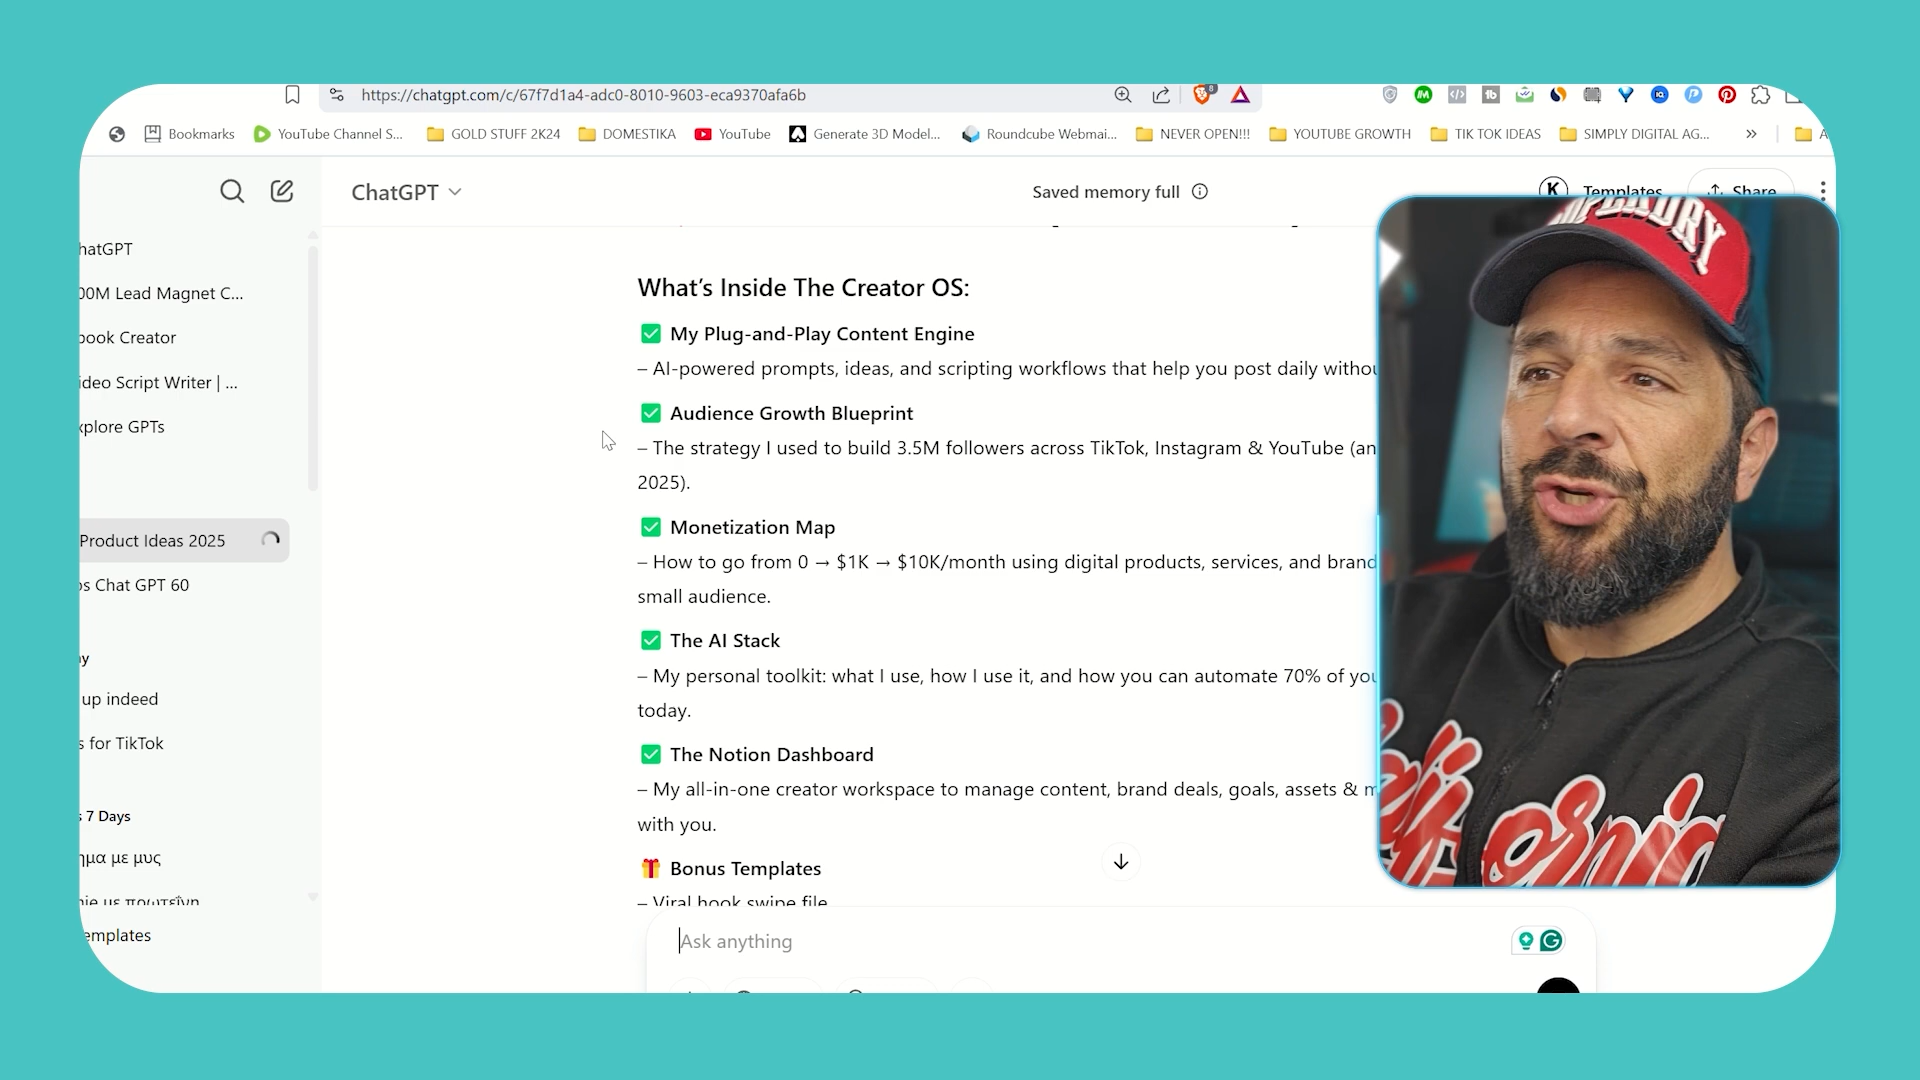 https://chatgpt.com/c/67f7d1a4-adc0-8010-9603-eca9370afa6b
8
Bookmarks
YouTube Channel S...
GOLD STUFF 2K24
DOMESTIKA
YouTube
Generate 3D Model...
Roundcube Webmai...
NEVER OPEN!!!
YOUTUBE GROWTH
TIK TOK IDEAS
SIMPLY DIGITAL AG...
»
ChatGPT
Saved memory full
K Templates
Share
hatGPT
00M Lead Magnet C...
ook Creator
ideo Script Writer | ...
xplore GPTs
Product Ideas 2025
s Chat GPT 60
y
up indeed
s for TikTok
7 Days
ημα με μυς
με πρωτεΐνη
emplates
What's Inside The Creator OS:
✅ My Plug-and-Play Content Engine
– AI-powered prompts, ideas, and scripting workflows that help you post daily withou
✅ Audience Growth Blueprint
– The strategy I used to build 3.5M followers across TikTok, Instagram & YouTube (an
2025).
✅ Monetization Map
– How to go from 0 → $1K → $10K/month using digital products, services, and brand
small audience.
✅ The AI Stack
– My personal toolkit: what I use, how I use it, and how you can automate 70% of you
today.
✅ The Notion Dashboard
– My all-in-one creator workspace to manage content, brand deals, goals, assets & m
with you.
🎁 Bonus Templates
– Viral hook swipe file
Ask anything